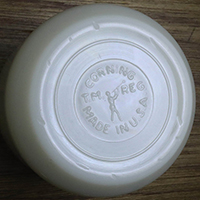 CORNING
T.M. REG
MADE IN U.S.A.